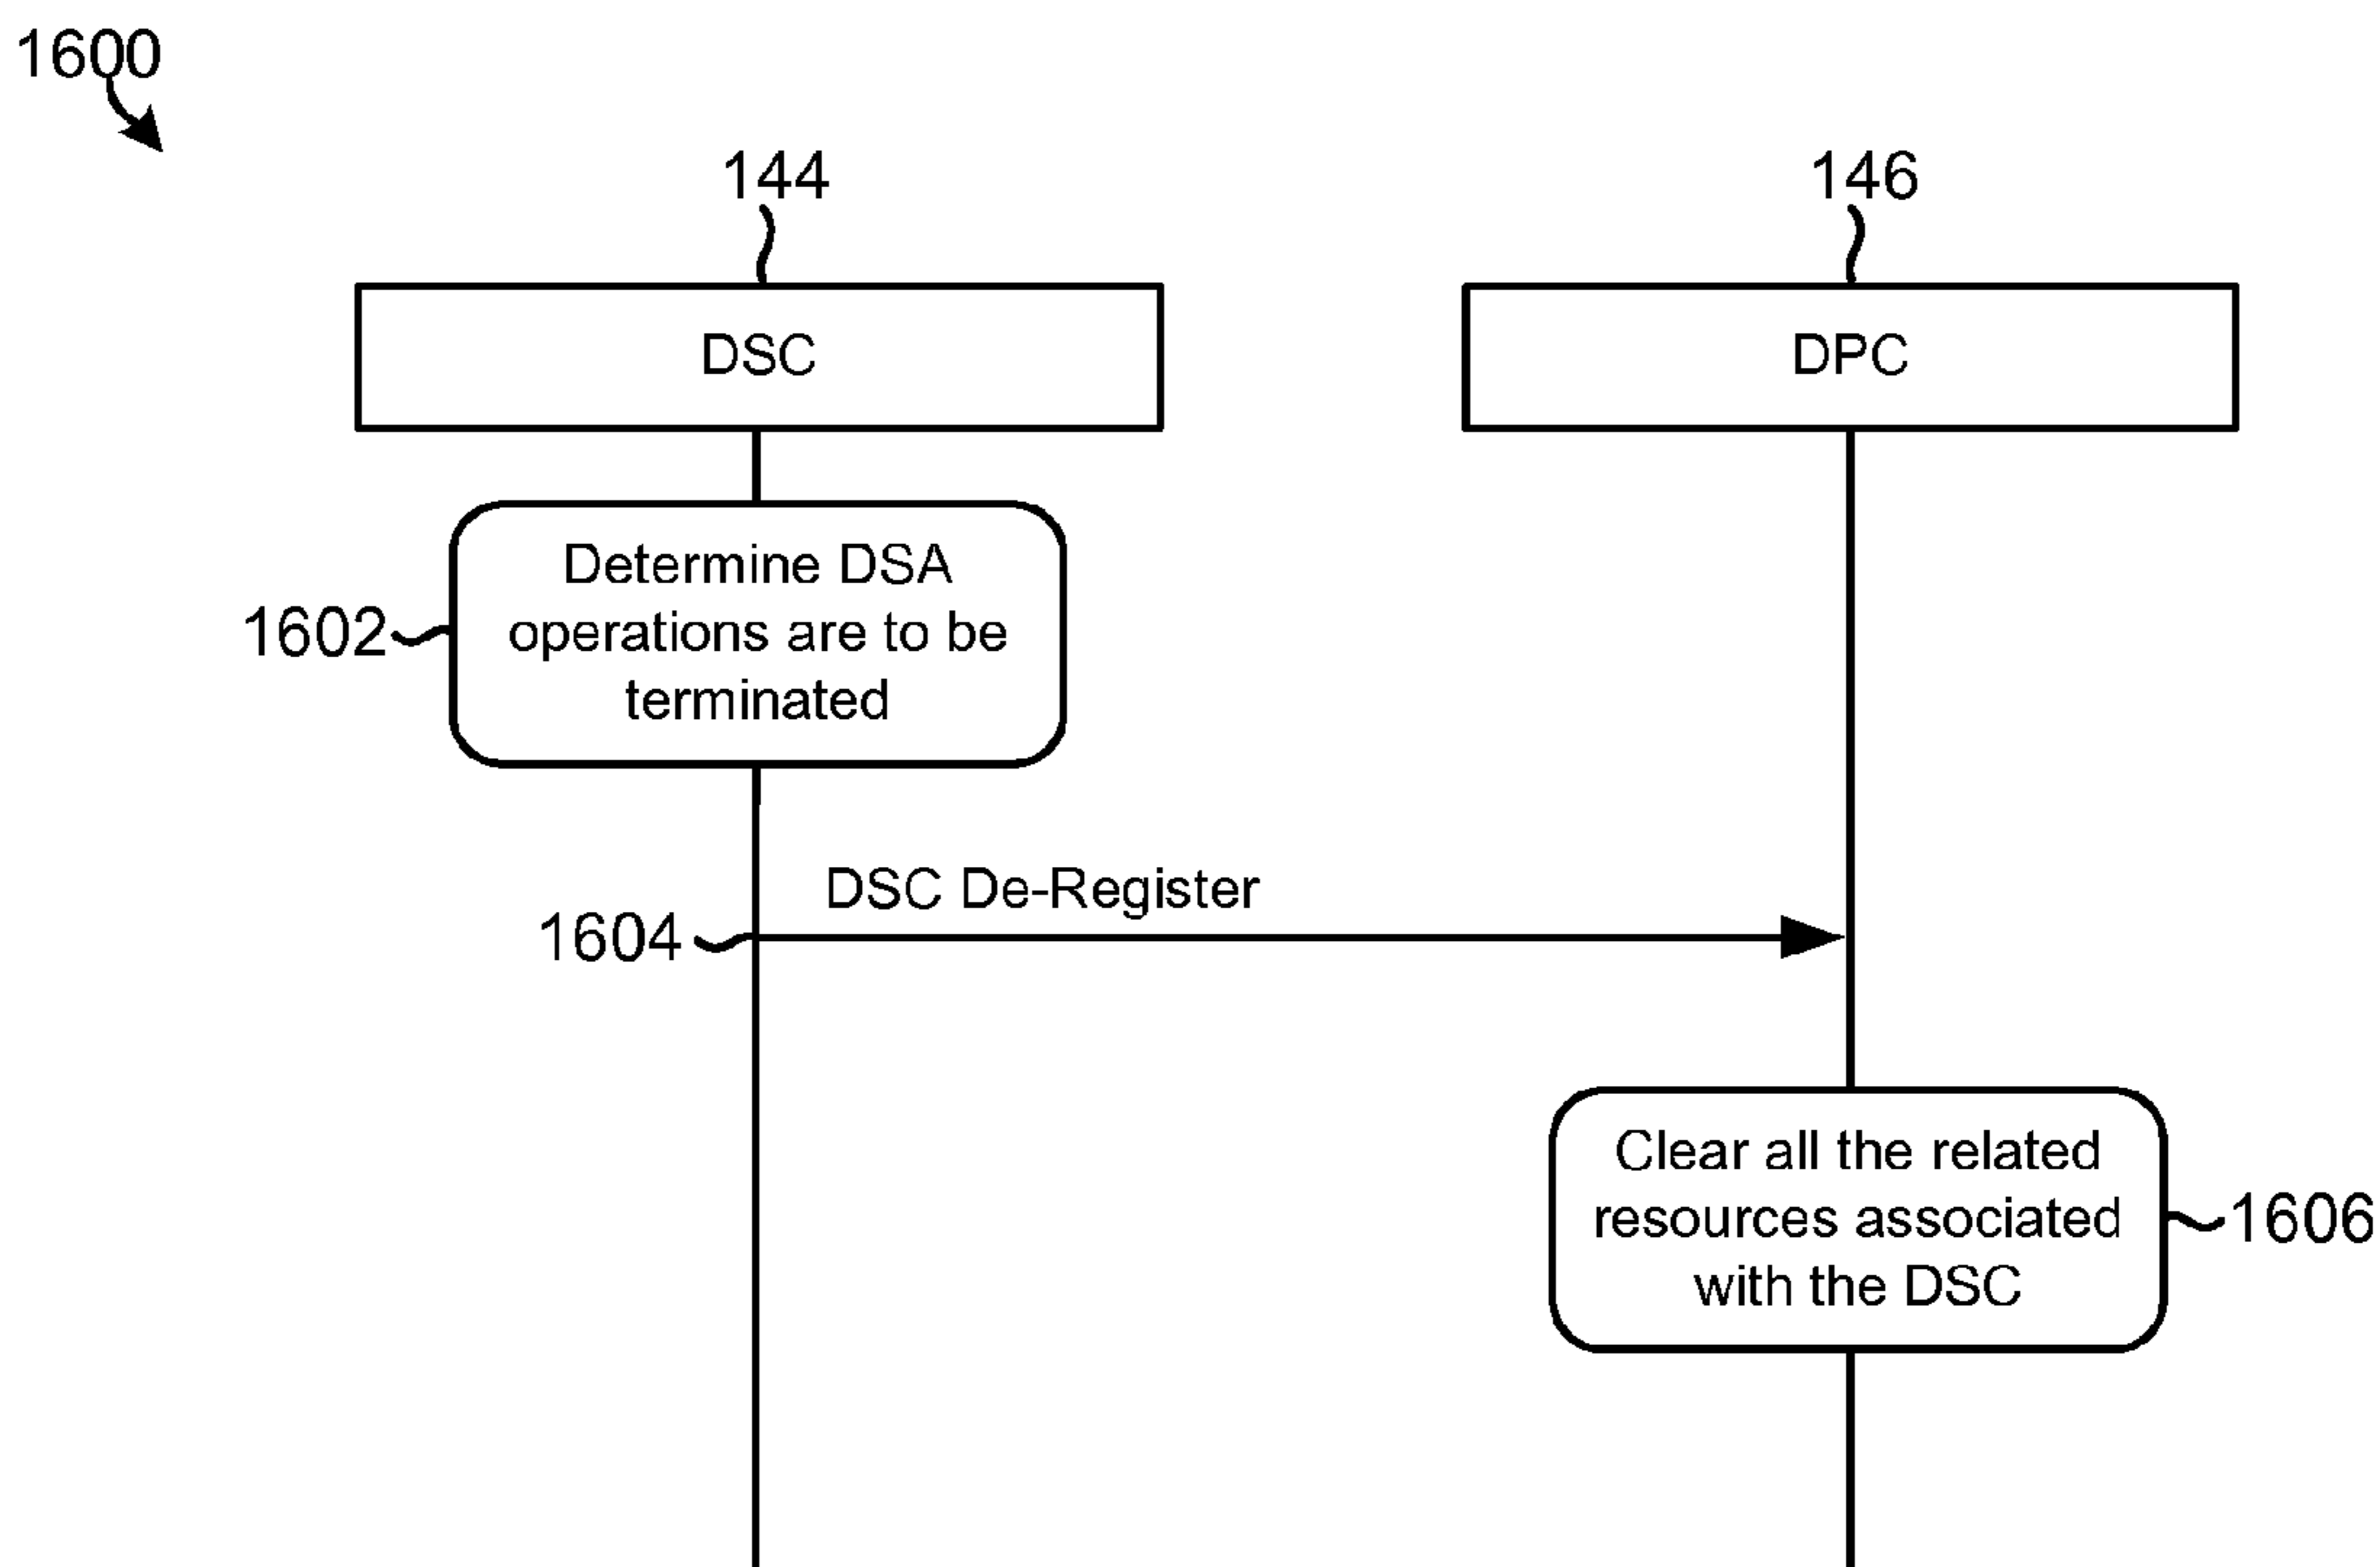 1600
144
146
DSC
DPC
Determine DSA
operations are to be
terminated
1602
DSC De-Register
1604
Clear all the related
resources associated
with the DSC
1606